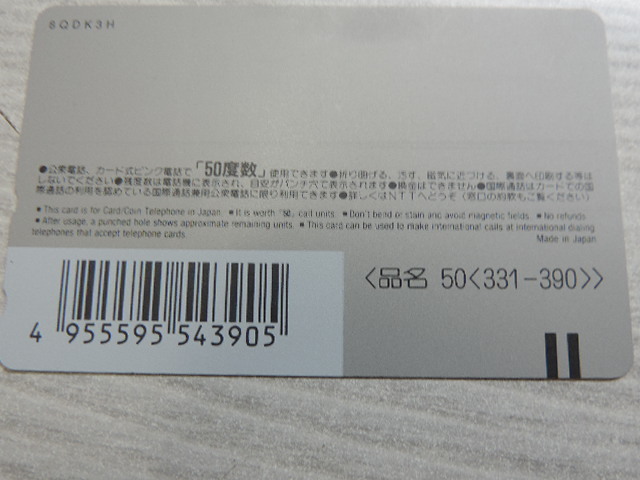 8QDK3H
●公衆電話、カード式ピンク電話で「50度数」使用できます●折り曲げる、汚す、磁気に近づける、裏面へ印刷する等は
しないでください●残度数は電話機に表示され、目安がパンチ穴で表示されます●換金はできません●国際通話はカードでの国
際通話の利用を認めている国際通話兼用公衆電話に限り利用できます●詳しくはNTTへどうぞ(窓口の約款もご覧ください)
■This card is for Card/Coin Telephone in Japan. ■It is worth "50" call units. ■Don't bend or stain and avoid magnetic fields. ■No refunds.
■After usage, a punched hole shows approximate remaining units. ■This card can be used to make international calls at international dialing
telephones that accept telephone cards.
Made in Japan
〈品名 50〈331-390〉〉
4 955595 543905